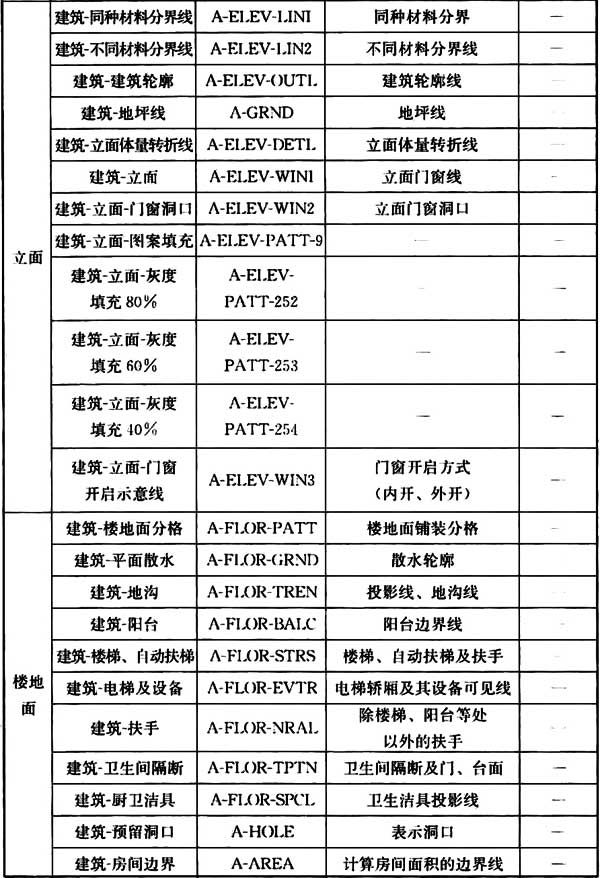 建筑-同种材料分界线 A-ELEV-LIN1 同种材料分界 —
建筑-不同材料分界线 A-ELEV-LIN2 不同材料分界线 —
建筑-建筑轮廓 A-ELEV-OUTL 建筑轮廓线 —
建筑-地坪线 A-GRND 地坪线 —
建筑-立面体量转折线 A-ELEV-DETL 立面体量转折线 —
建筑-立面 A-ELEV-WIN1 立面门窗线 —
建筑-立面-门窗洞口 A-ELEV-WIN2 立面门窗洞口 —
建筑-立面-图案填充 A-ELEV-PATT-9 — —
立面
建筑-立面-灰度 A-ELEV-
填充80% PATT-252 — —
建筑-立面-灰度 A-ELEV-
填充60% PATT-253 — —
建筑-立面-灰度 A-ELEV-
填充40% PATT-254 — —
建筑-立面-门窗 A-ELEV-WIN3 门窗开启方式 —
开启示意线 （内开、外开）
建筑-楼地面分格 A-FLOR-PATT 楼地面铺装分格 —
建筑-平面散水 A-FLOR-GRND 散水轮廓 —
建筑-地沟 A-FLOR-TREN 投影线、地沟线 —
建筑-阳台 A-FLOR-BALC 阳台边界线 —
建筑-楼梯、自动扶梯 A-FLOR-STRS 楼梯、自动扶梯及扶手 —
楼地
面
建筑-电梯及设备 A-FLOR-EVTR 电梯轿厢及其设备可见线 —
建筑-扶手 A-FLOR-NRAL 除楼梯、阳台等处 —
以外的扶手
建筑-卫生间隔断 A-FLOR-TPTN 卫生间隔断及门、台面 —
建筑-厨卫洁具 A-FLOR-SPCL 卫生洁具投影线 —
建筑-预留洞口 A-HOLE 表示洞口 —
建筑-房间边界 A-AREA 计算房间面积的边界线 —